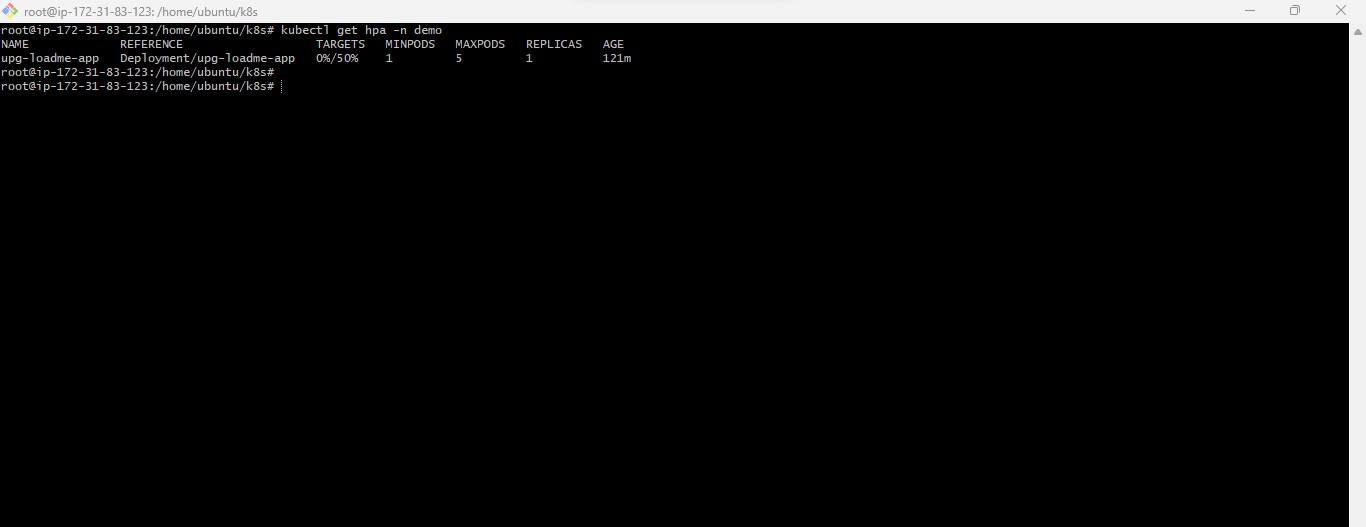 root@ip-172-31-83-123: /home/ubuntu/k8s
root@ip-172-31-83-123:/home/ubuntu/k8s# kubectl get hpa -n demo
NAME REFERENCE TARGETS MINPODS MAXPODS REPLICAS AGE
upg-loadme-app Deployment/upg-loadme-app 0%/50% 1 5 1 121m
root@ip-172-31-83-123:/home/ubuntu/k8s#
root@ip-172-31-83-123:/home/ubuntu/k8s#